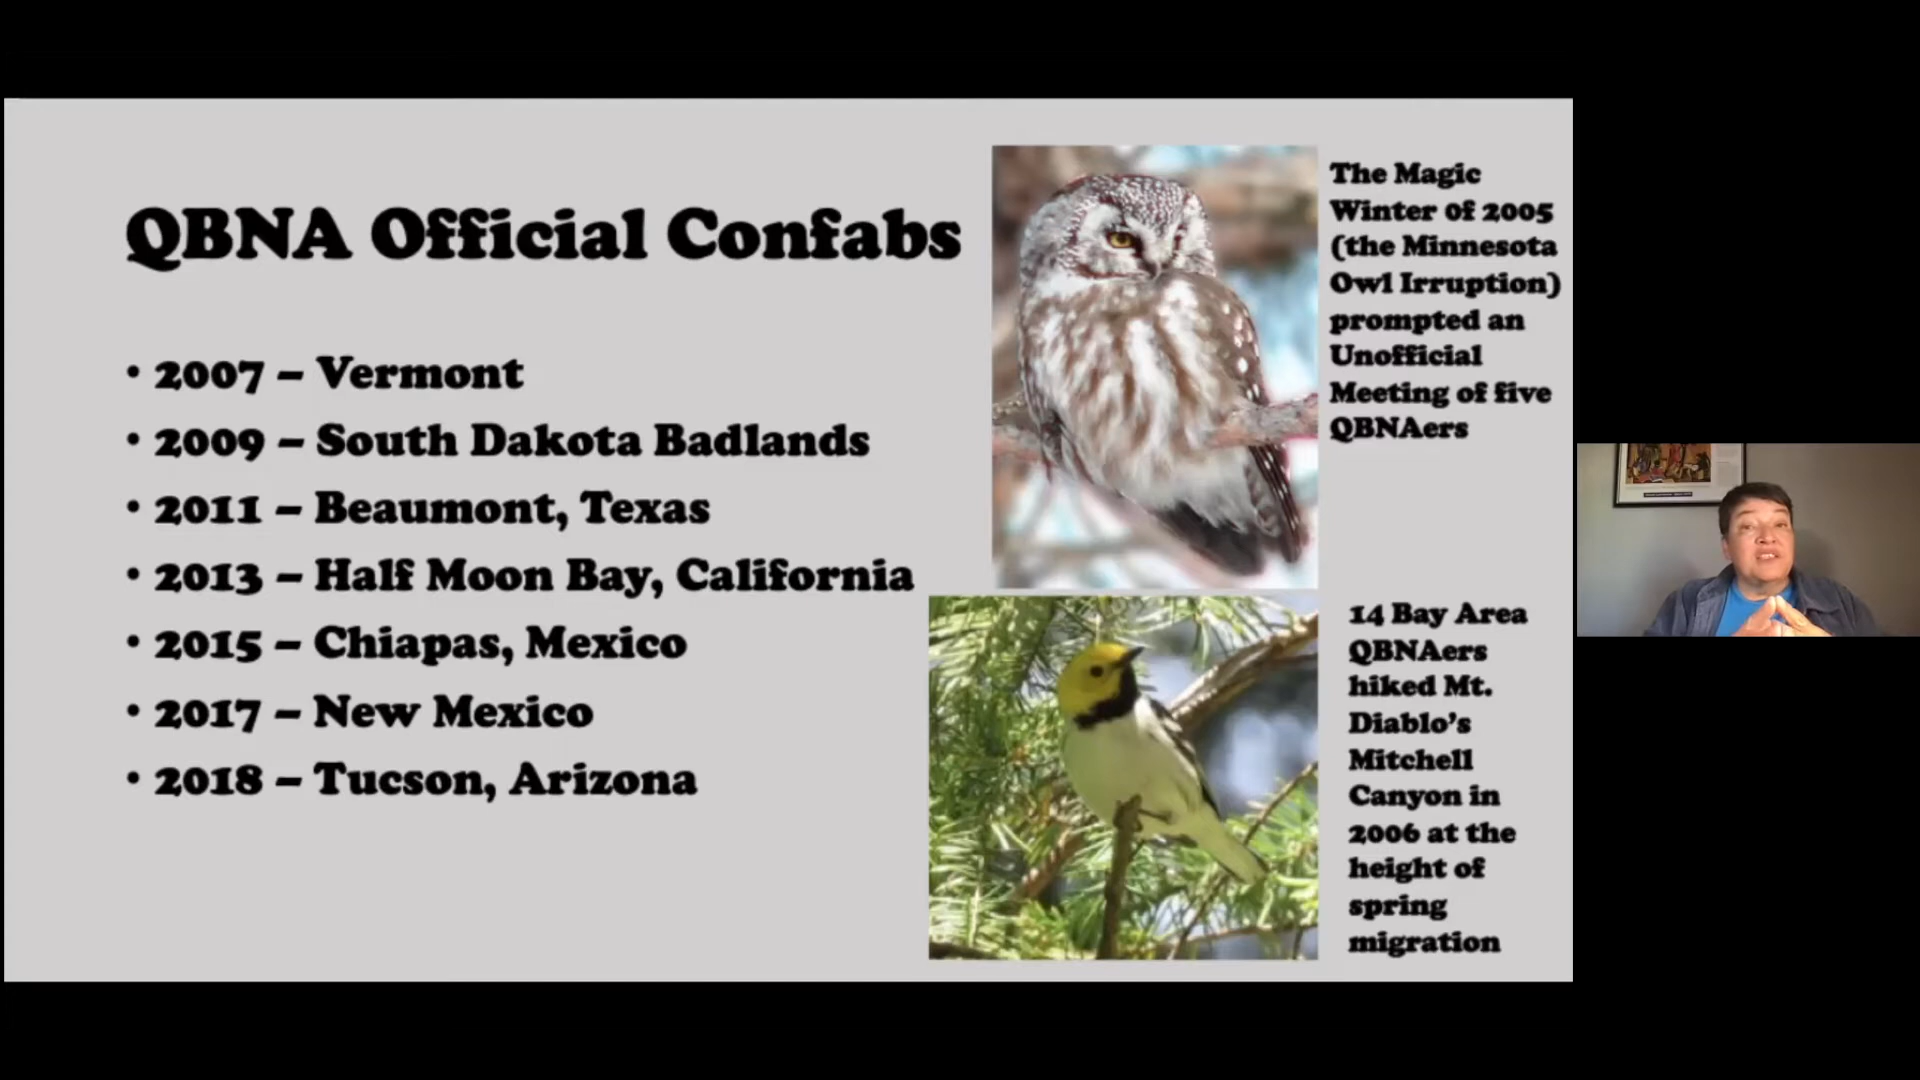 QBNA Official Confabs
• 2007 – Vermont
• 2009 – South Dakota Badlands
• 2011 – Beaumont, Texas
• 2013 – Half Moon Bay, California
• 2015 – Chiapas, Mexico
• 2017 – New Mexico
• 2018 – Tucson, Arizona
The Magic
Winter of 2005
(the Minnesota
Owl Irruption)
prompted an
Unofficial
Meeting of five
QBNAers
14 Bay Area
QBNAers
hiked Mt.
Diablo’s
Mitchell
Canyon in
2006 at the
height of
spring
migration